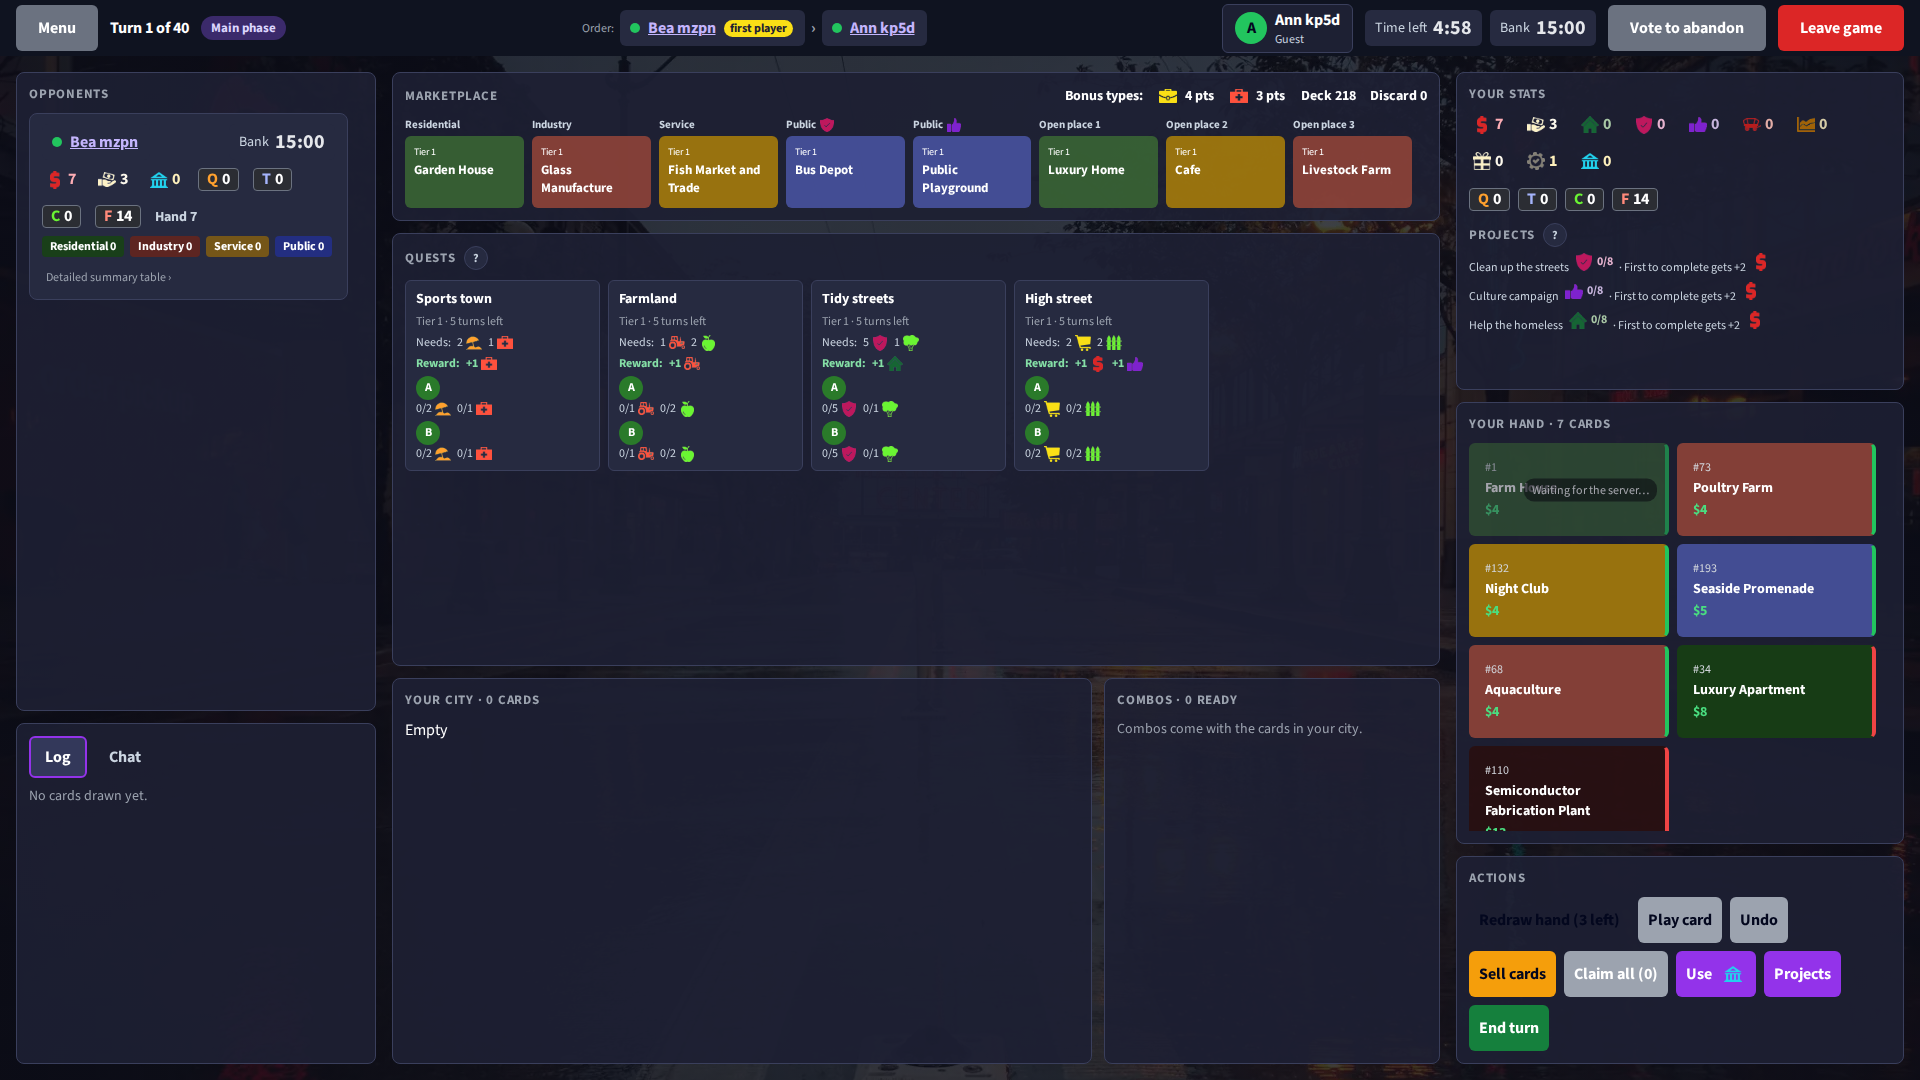 Menu
Turn 1 of 40
Main phase
Order:
Bea mzpn
first player
›
Ann kp5d
A
Ann kp5d
Guest
Time left 4:58
Bank 15:00
Vote to abandon
Leave game
OPPONENTS
Bea mzpn
Bank 15:00
7 3 0 Q 0 T 0
C 0 F 14 Hand 7
Residential 0 Industry 0 Service 0 Public 0
Detailed summary table ›
Log
Chat
No cards drawn yet.
MARKETPLACE
Bonus types: 4 pts 3 pts Deck 218 Discard 0
Residential
Tier 1
Garden House
Industry
Tier 1
Glass
Manufacture
Service
Tier 1
Fish Market and
Trade
Public
Tier 1
Bus Depot
Public
Tier 1
Public
Playground
Open place 1
Tier 1
Luxury Home
Open place 2
Tier 1
Cafe
Open place 3
Tier 1
Livestock Farm
QUESTS ?
Sports town
Tier 1 · 5 turns left
Needs: 2 1
Reward: +1
A
0/2 0/1
B
0/2 0/1
Farmland
Tier 1 · 5 turns left
Needs: 1 2
Reward: +1
A
0/1 0/2
B
0/1 0/2
Tidy streets
Tier 1 · 5 turns left
Needs: 5 1
Reward: +1
A
0/5 0/1
B
0/5 0/1
High street
Tier 1 · 5 turns left
Needs: 2 2
Reward: +1 +1
A
0/2 0/2
B
0/2 0/2
YOUR CITY · 0 CARDS
Empty
COMBOS · 0 READY
Combos come with the cards in your city.
YOUR STATS
7 3 0 0 0 0 0
0 1 0
Q 0 T 0 C 0 F 14
PROJECTS ?
Clean up the streets 0/8 · First to complete gets +2
Culture campaign 0/8 · First to complete gets +2
Help the homeless 0/8 · First to complete gets +2
YOUR HAND · 7 CARDS
#1
Farm
Waiting for the server...
$4
#73
Poultry Farm
$4
#132
Night Club
$4
#193
Seaside Promenade
$5
#68
Aquaculture
$4
#34
Luxury Apartment
$8
#110
Semiconductor
Fabrication Plant
ACTIONS
Redraw hand (3 left)
Play card
Undo
Sell cards
Claim all (0)
Use
Projects
End turn